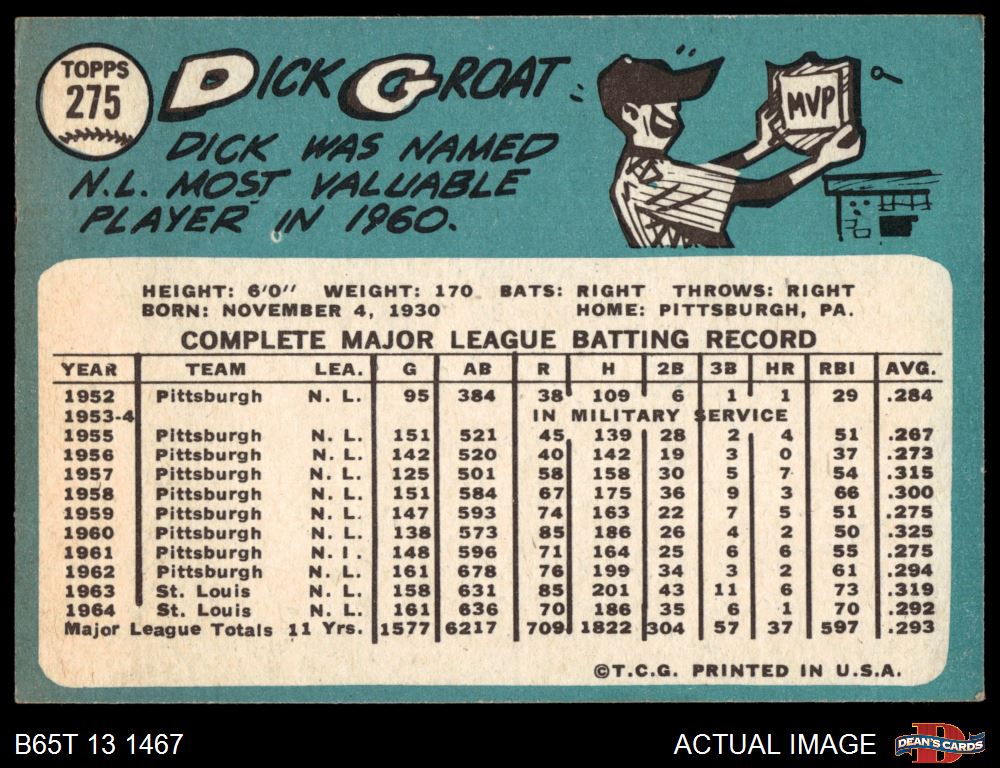 TOPPS
275
DICK GROAT
DICK WAS NAMED
N.L. MOST VALUABLE
PLAYER IN 1960.
MVP
HEIGHT: 6'0" WEIGHT: 170 BATS: RIGHT THROWS: RIGHT
BORN: NOVEMBER 4, 1930 HOME: PITTSBURGH, PA.
COMPLETE MAJOR LEAGUE BATTING RECORD
YEAR TEAM LEA. G AB R H 2B 3B HR RBI AVG.
1952 Pittsburgh N. L. 95 384 38 109 6 1 1 29 .284
1953-4 IN MILITARY SERVICE
1955 Pittsburgh N. L. 151 521 45 139 28 2 4 51 .267
1956 Pittsburgh N. L. 142 520 40 142 19 3 0 37 .273
1957 Pittsburgh N. L. 125 501 58 158 30 5 7 54 .315
1958 Pittsburgh N. L. 151 584 67 175 36 9 3 66 .300
1959 Pittsburgh N. L. 147 593 74 163 22 7 5 51 .275
1960 Pittsburgh N. L. 138 573 85 186 26 4 2 50 .325
1961 Pittsburgh N. L. 148 596 71 164 25 6 6 55 .275
1962 Pittsburgh N. L. 161 678 76 199 34 3 2 61 .294
1963 St. Louis N. L. 158 631 85 201 43 11 6 73 .319
1964 St. Louis N. L. 161 636 70 186 35 6 1 70 .292
Major League Totals 11 Yrs. 1577 6217 709 1822 304 57 37 597 .293
©T.C.G. PRINTED IN U.S.A.
B65T 13 1467 ACTUAL IMAGE D DEAN'S CARDS